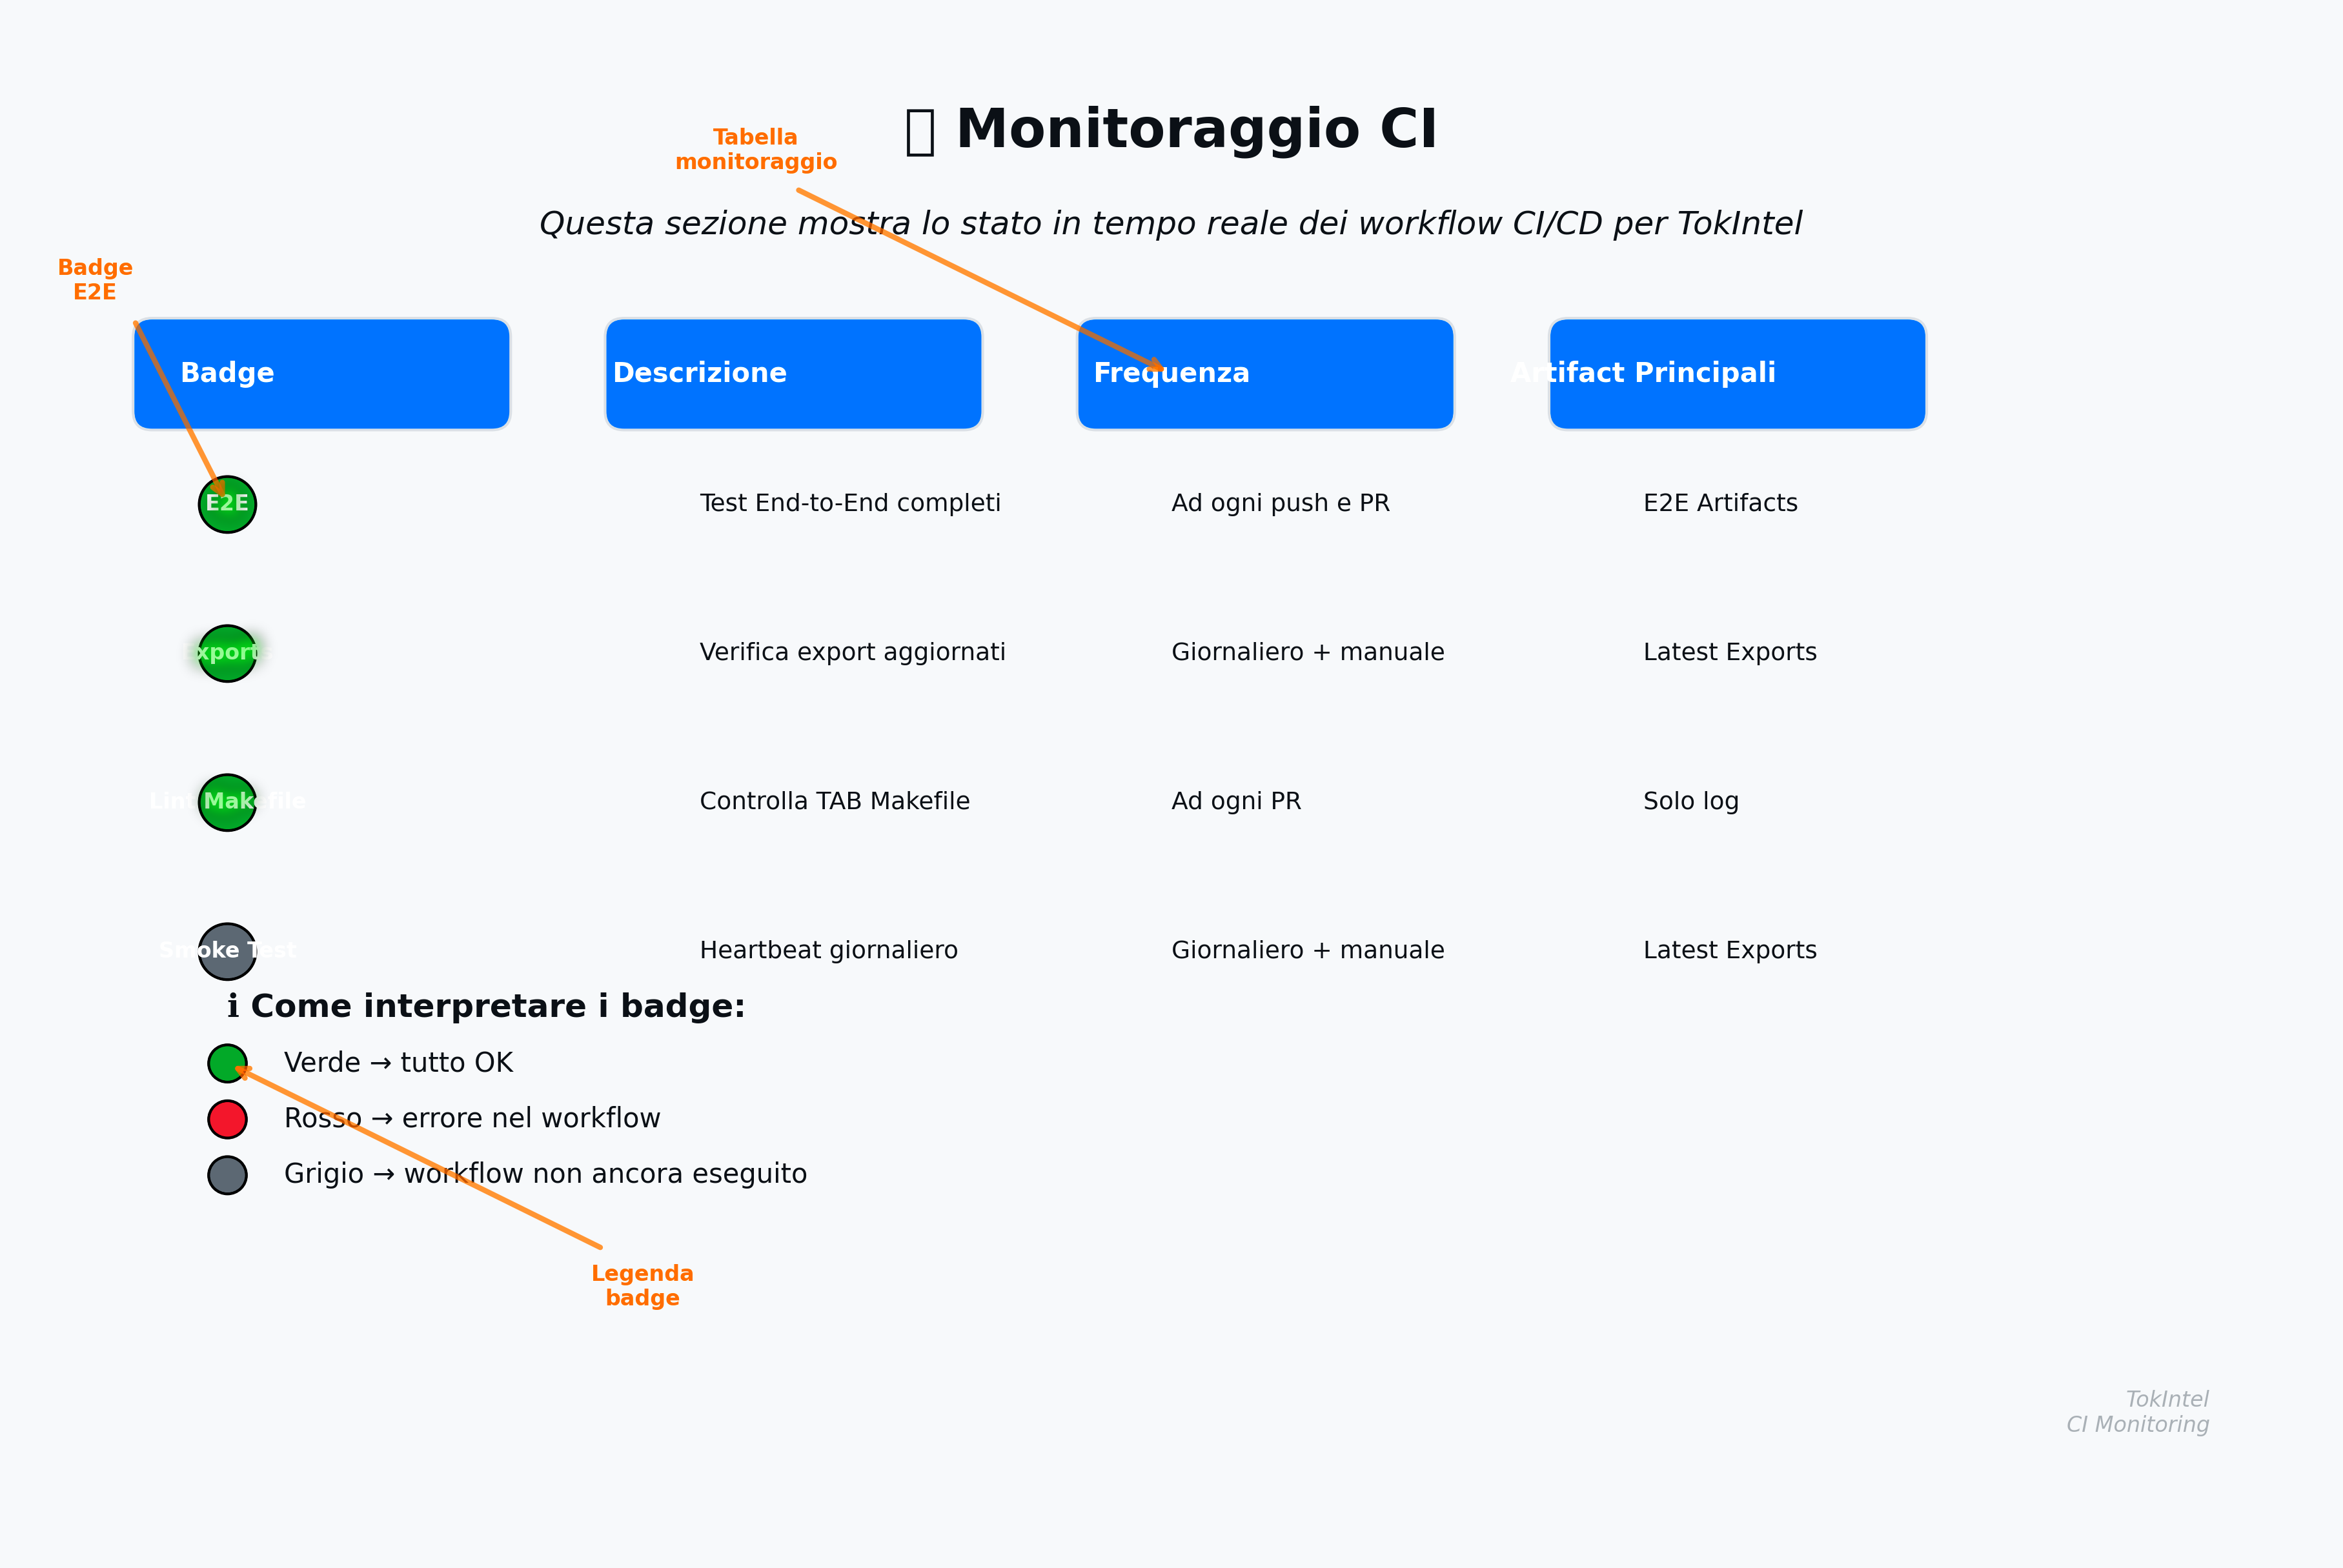 Monitoraggio CI
Tabella
monitoraggio
Questa sezione mostra lo stato in tempo reale dei workflow CI/CD per TokIntel
Badge
E2E
Badge
Descrizione
Frequenza
Artifact Principali
E2E
Test End-to-End completi
Ad ogni push e PR
E2E Artifacts
Verifica export aggiornati
Giornaliero + manuale
Latest Exports
Lint Makefile
Controlla TAB Makefile
Ad ogni PR
Solo log
Smoke Test
Heartbeat giornaliero
Giornaliero + manuale
Latest Exports
ℹ Come interpretare i badge:
Verde → tutto OK
Rosso → errore nel workflow
Grigio → workflow non ancora eseguito
Legenda
badge
TokIntel
CI Monitoring